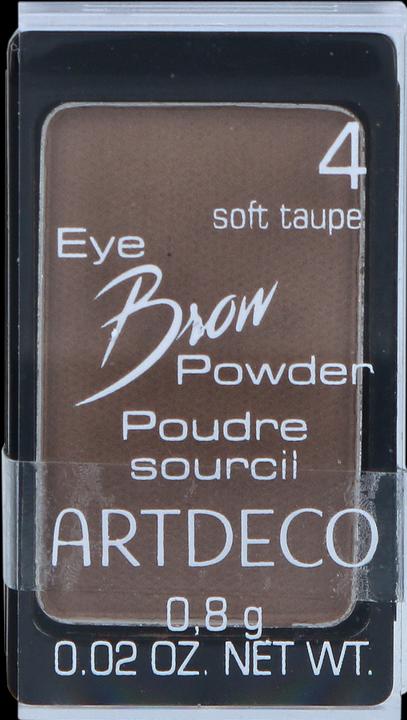 4
soft taupe
Eye
Brow
Powder
Poudre
sourcil
ARTDECO
0,8 g
0.02 OZ. NET WT.